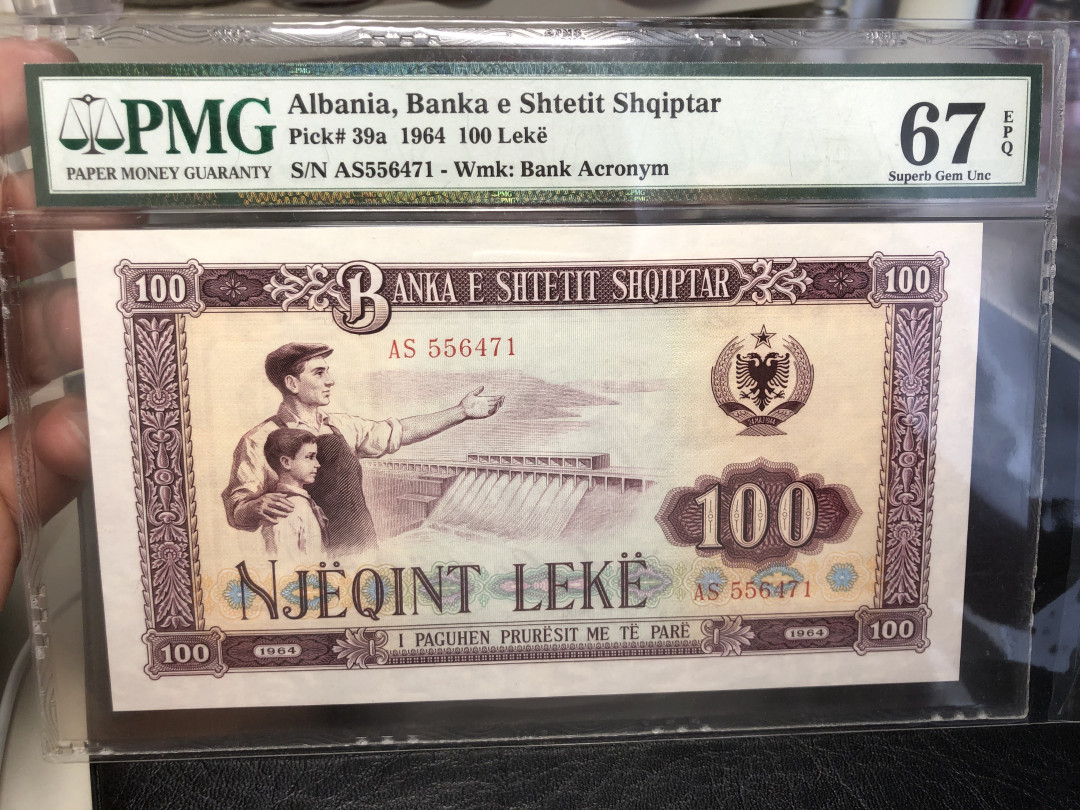 PMG
PAPER MONEY GUARANTY
Albania, Banka e Shtetit Shqiptar
Pick# 39a 1964 100 Lekë
S/N AS556471 - Wmk: Bank Acronym
67
EPQ
Superb Gem Unc
100
BANKA E SHTETIT SHQIPTAR
100
AS 556471
100
NJËQINT LEKË
AS 556471
100
1964
I PAGUHEN PRURËSIT ME TË PARË
1964
100